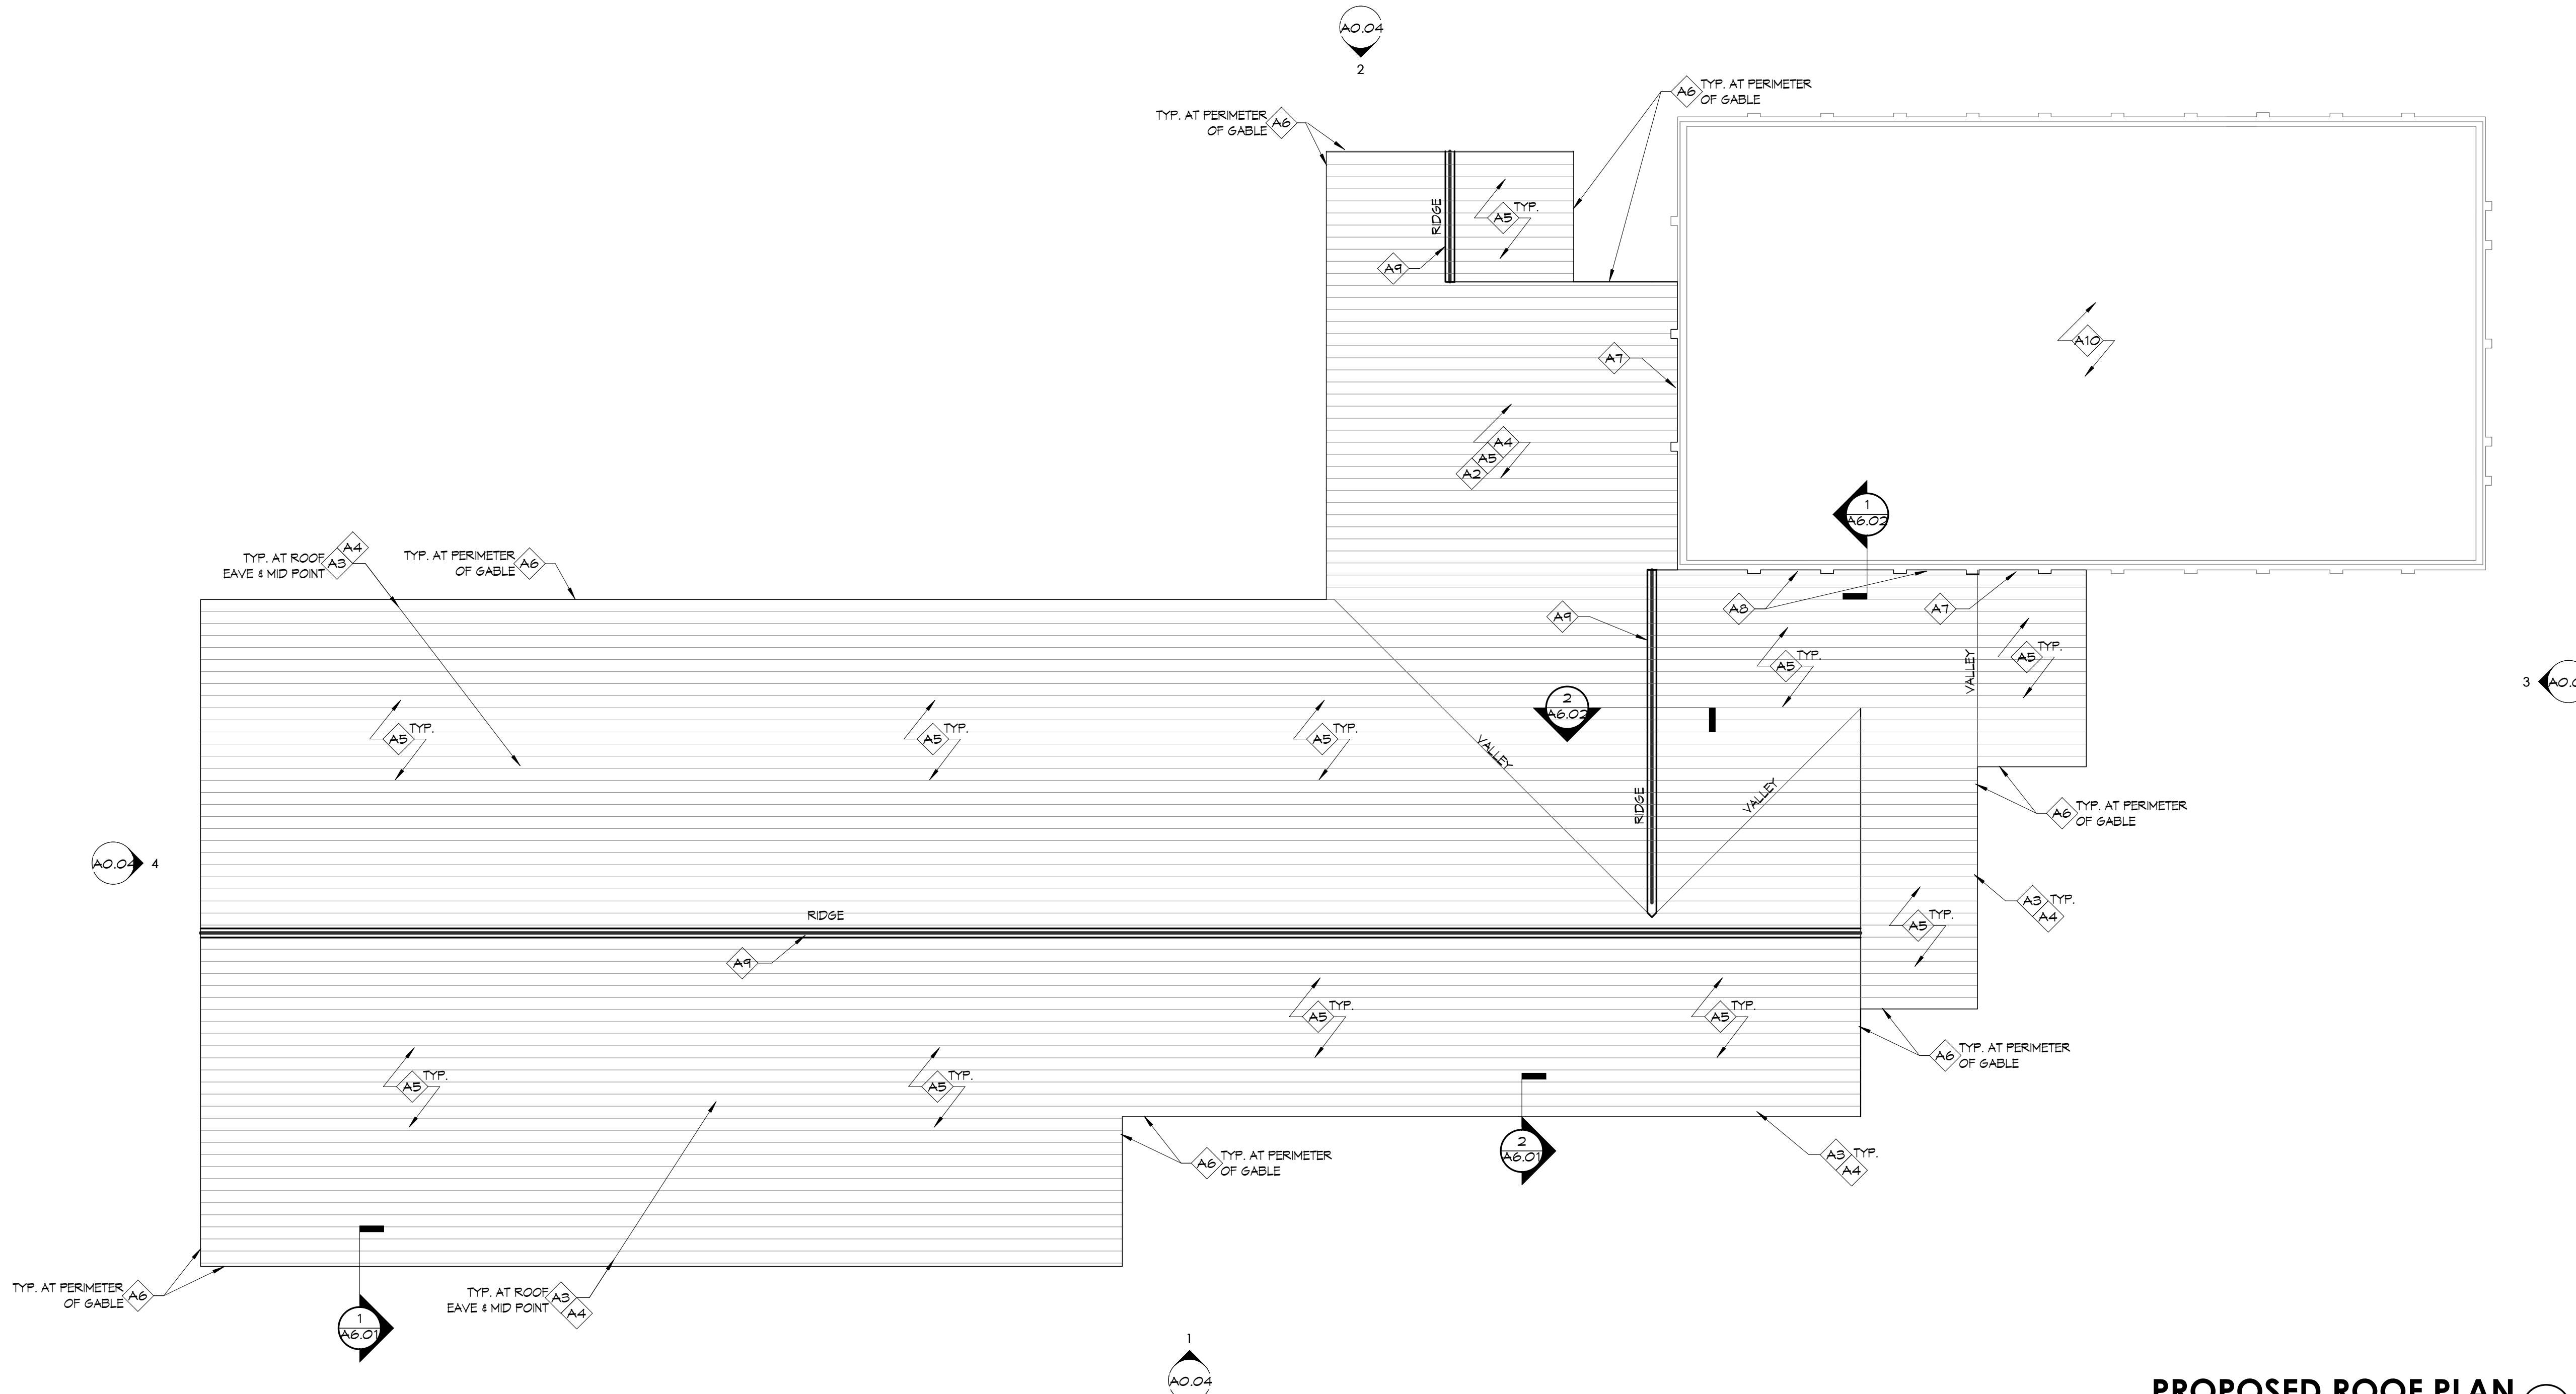 A0.04
2
TYP. AT PERIMETER
OF GABLE
A6
A6
TYP. AT PERIMETER
OF GABLE
RIDGE
A5
TYP.
A9
A10
A7
A4
A5
A2
1
A6.02
TYP. AT ROOF
EAVE & MID POINT
A3
A4
TYP. AT PERIMETER
OF GABLE
A6
A9
A8
A7
A5
TYP.
VALLEY
A5
TYP.
3
2
A6.02
A5
TYP.
A5
TYP.
A5
TYP.
VALLEY
RIDGE
VALLEY
A6
TYP. AT PERIMETER
OF GABLE
A0.04
4
RIDGE
A3
TYP.
A4
A5
TYP.
A9
A5
TYP.
A5
TYP.
A6
TYP. AT PERIMETER
OF GABLE
A5
TYP.
A5
TYP.
A6
TYP. AT PERIMETER
OF GABLE
2
A6.01
A3
TYP.
A4
TYP. AT PERIMETER
OF GABLE
A6
1
A6.01
TYP. AT ROOF
EAVE & MID POINT
A3
A4
1
A0.04
PROPOSED ROOF PLAN